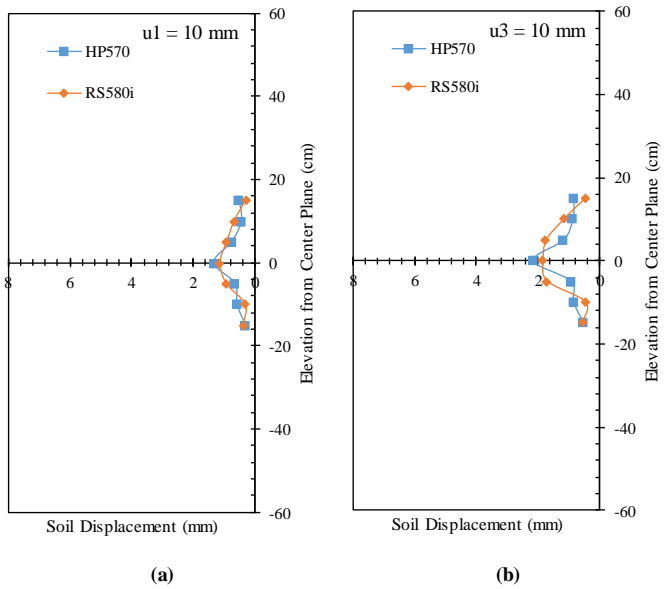 u1 = 10 mm
HP570
RS580i
60
40
20
0
-20
-40
-60
8
6
4
2
0
Elevation from Center Plane (cm)
Soil Displacement (mm)
(a)
u3 = 10 mm
HP570
RS580i
60
40
20
0
-20
-40
-60
8
6
4
2
0
Elevation from Center Plane (cm)
Soil Displacement (mm)
(b)